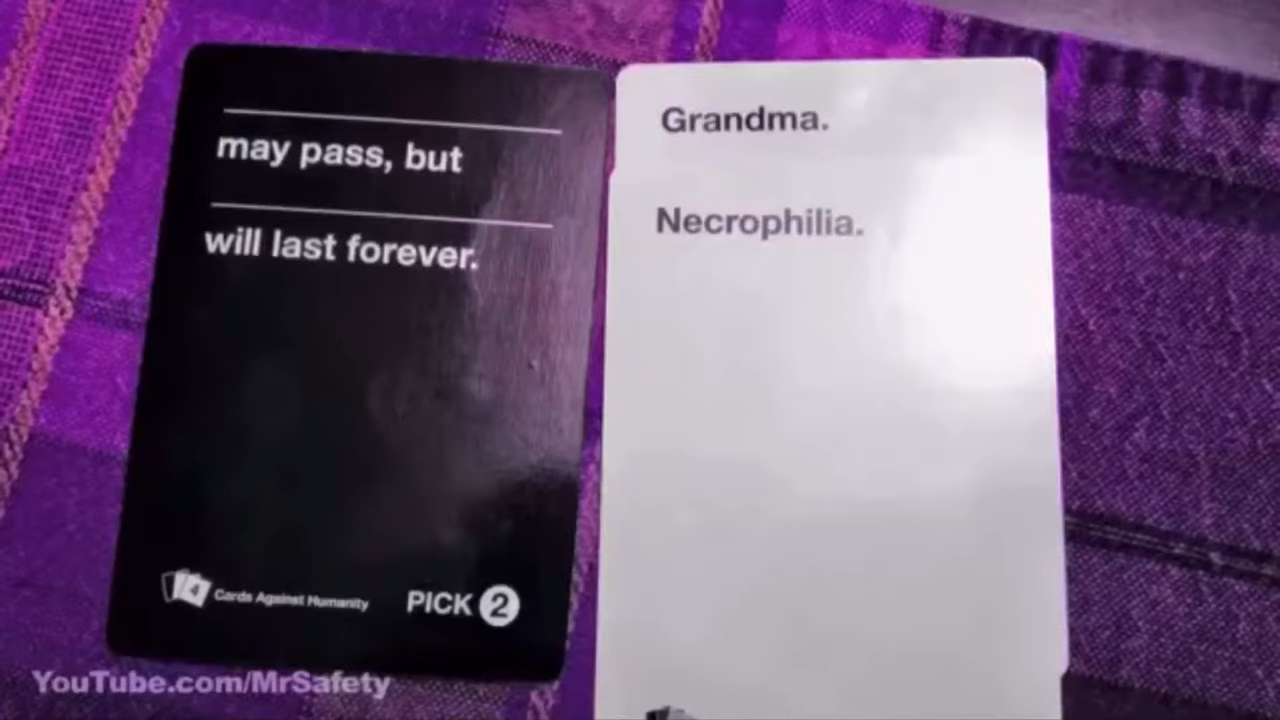 may pass, but
will last forever.
Cards Against Humanity
PICK 2
Grandma.
Necrophilia.
YouTube.com/MrSafety